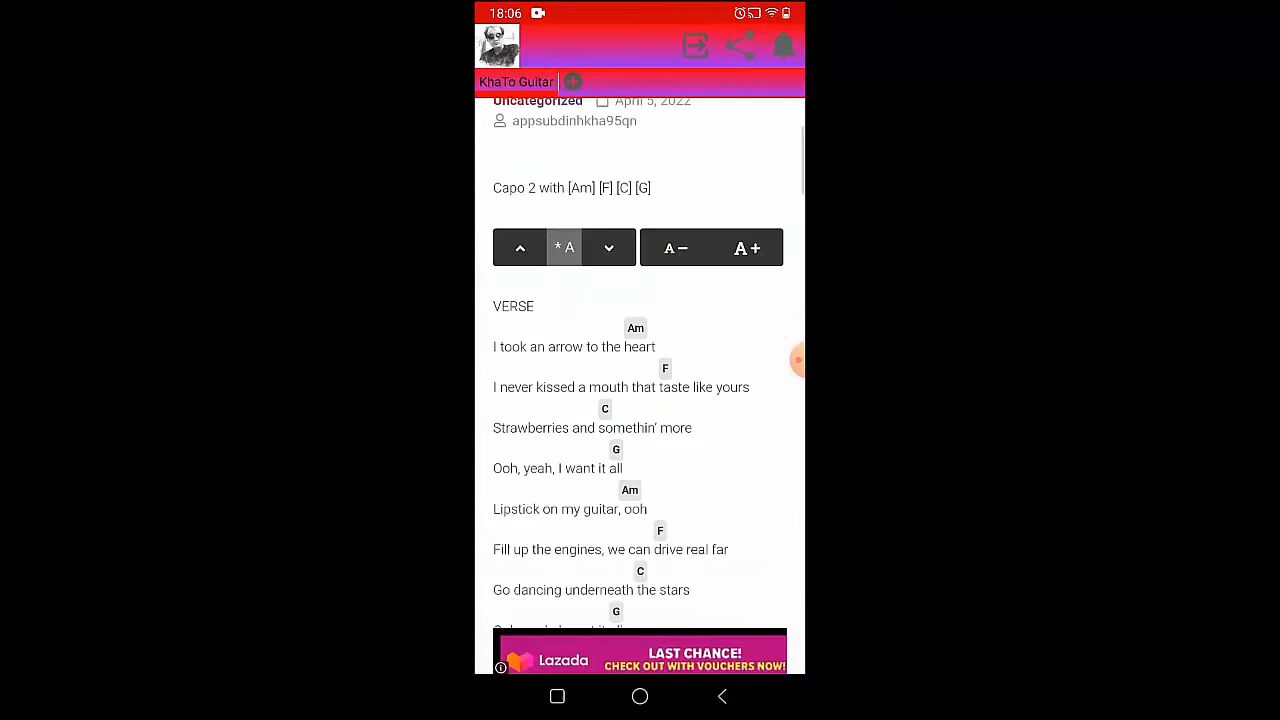 18:06
KhaTo Guitar
Uncategorized April 5, 2022
appsubdinhkha95qn
Capo 2 with [Am] [F] [C] [G]
* A A− A+
VERSE
Am
I took an arrow to the heart
F
I never kissed a mouth that taste like yours
C
Strawberries and somethin' more
G
Ooh, yeah, I want it all
Am
Lipstick on my guitar, ooh
F
Fill up the engines, we can drive real far
C
Go dancing underneath the stars
G
Lazada
LAST CHANCE!
CHECK OUT WITH VOUCHERS NOW!